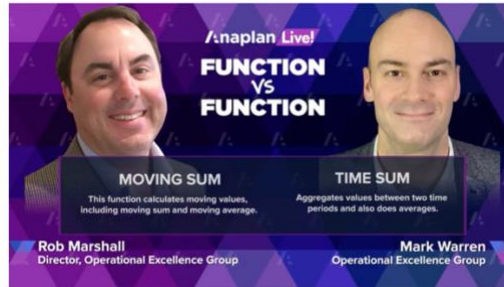 Anaplan Live!
FUNCTION
VS
FUNCTION
MOVING SUM
This function calculates moving values,
including moving sum and moving average.
TIME SUM
Aggregates values between two time
periods and also does averages.
Rob Marshall
Director, Operational Excellence Group
Mark Warren
Operational Excellence Group